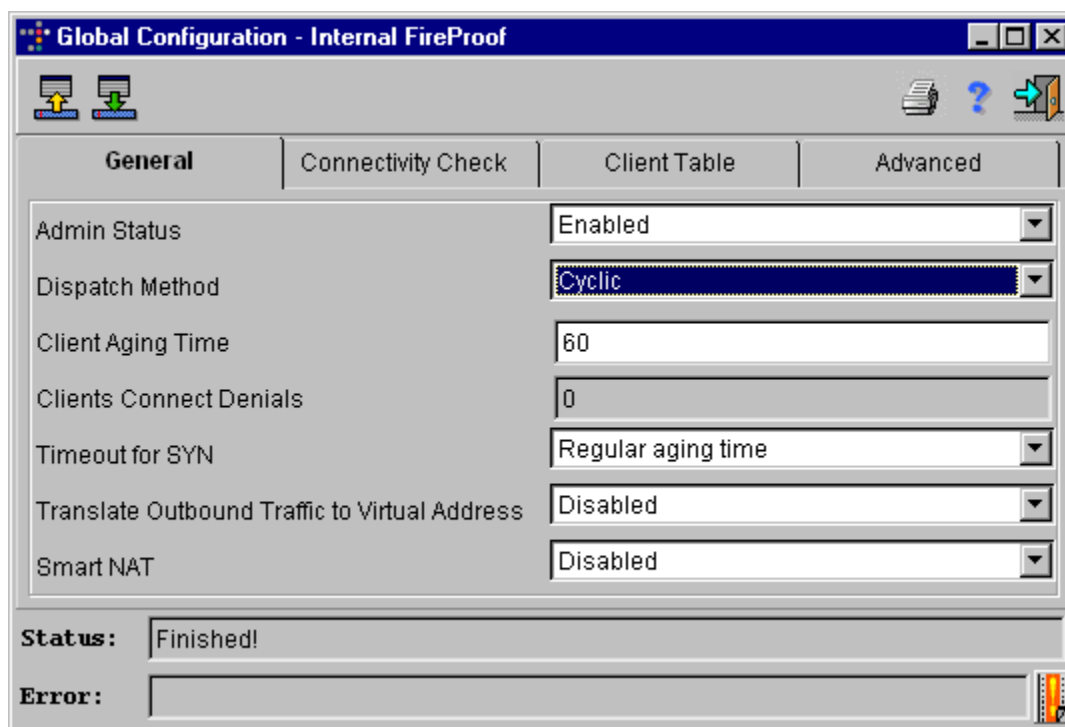 Global Configuration - Internal FireProof
General Connectivity Check Client Table Advanced
Admin Status Enabled
Dispatch Method Cyclic
Client Aging Time 60
Clients Connect Denials 0
Timeout for SYN Regular aging time
Translate Outbound Traffic to Virtual Address Disabled
Smart NAT Disabled
Status: Finished!
Error: